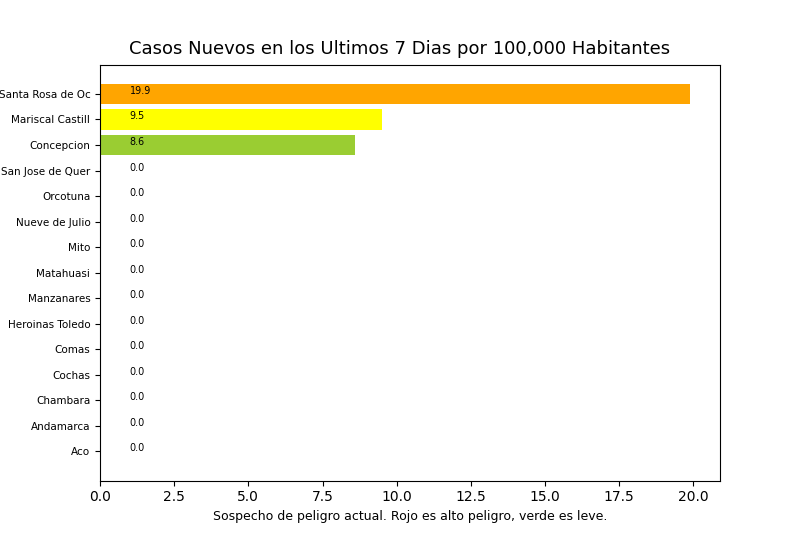 Casos Nuevos en los Ultimos 7 Dias por 100,000 Habitantes
Santa Rosa de Oc 19.9
Mariscal Castill 9.5
Concepcion 8.6
San Jose de Quer 0.0
Orcotuna 0.0
Nueve de Julio 0.0
Mito 0.0
Matahuasi 0.0
Manzanares 0.0
Heroinas Toledo 0.0
Comas 0.0
Cochas 0.0
Chambara 0.0
Andamarca 0.0
Aco 0.0
0.0 2.5 5.0 7.5 10.0 12.5 15.0 17.5 20.0
Sospecho de peligro actual. Rojo es alto peligro, verde es leve.